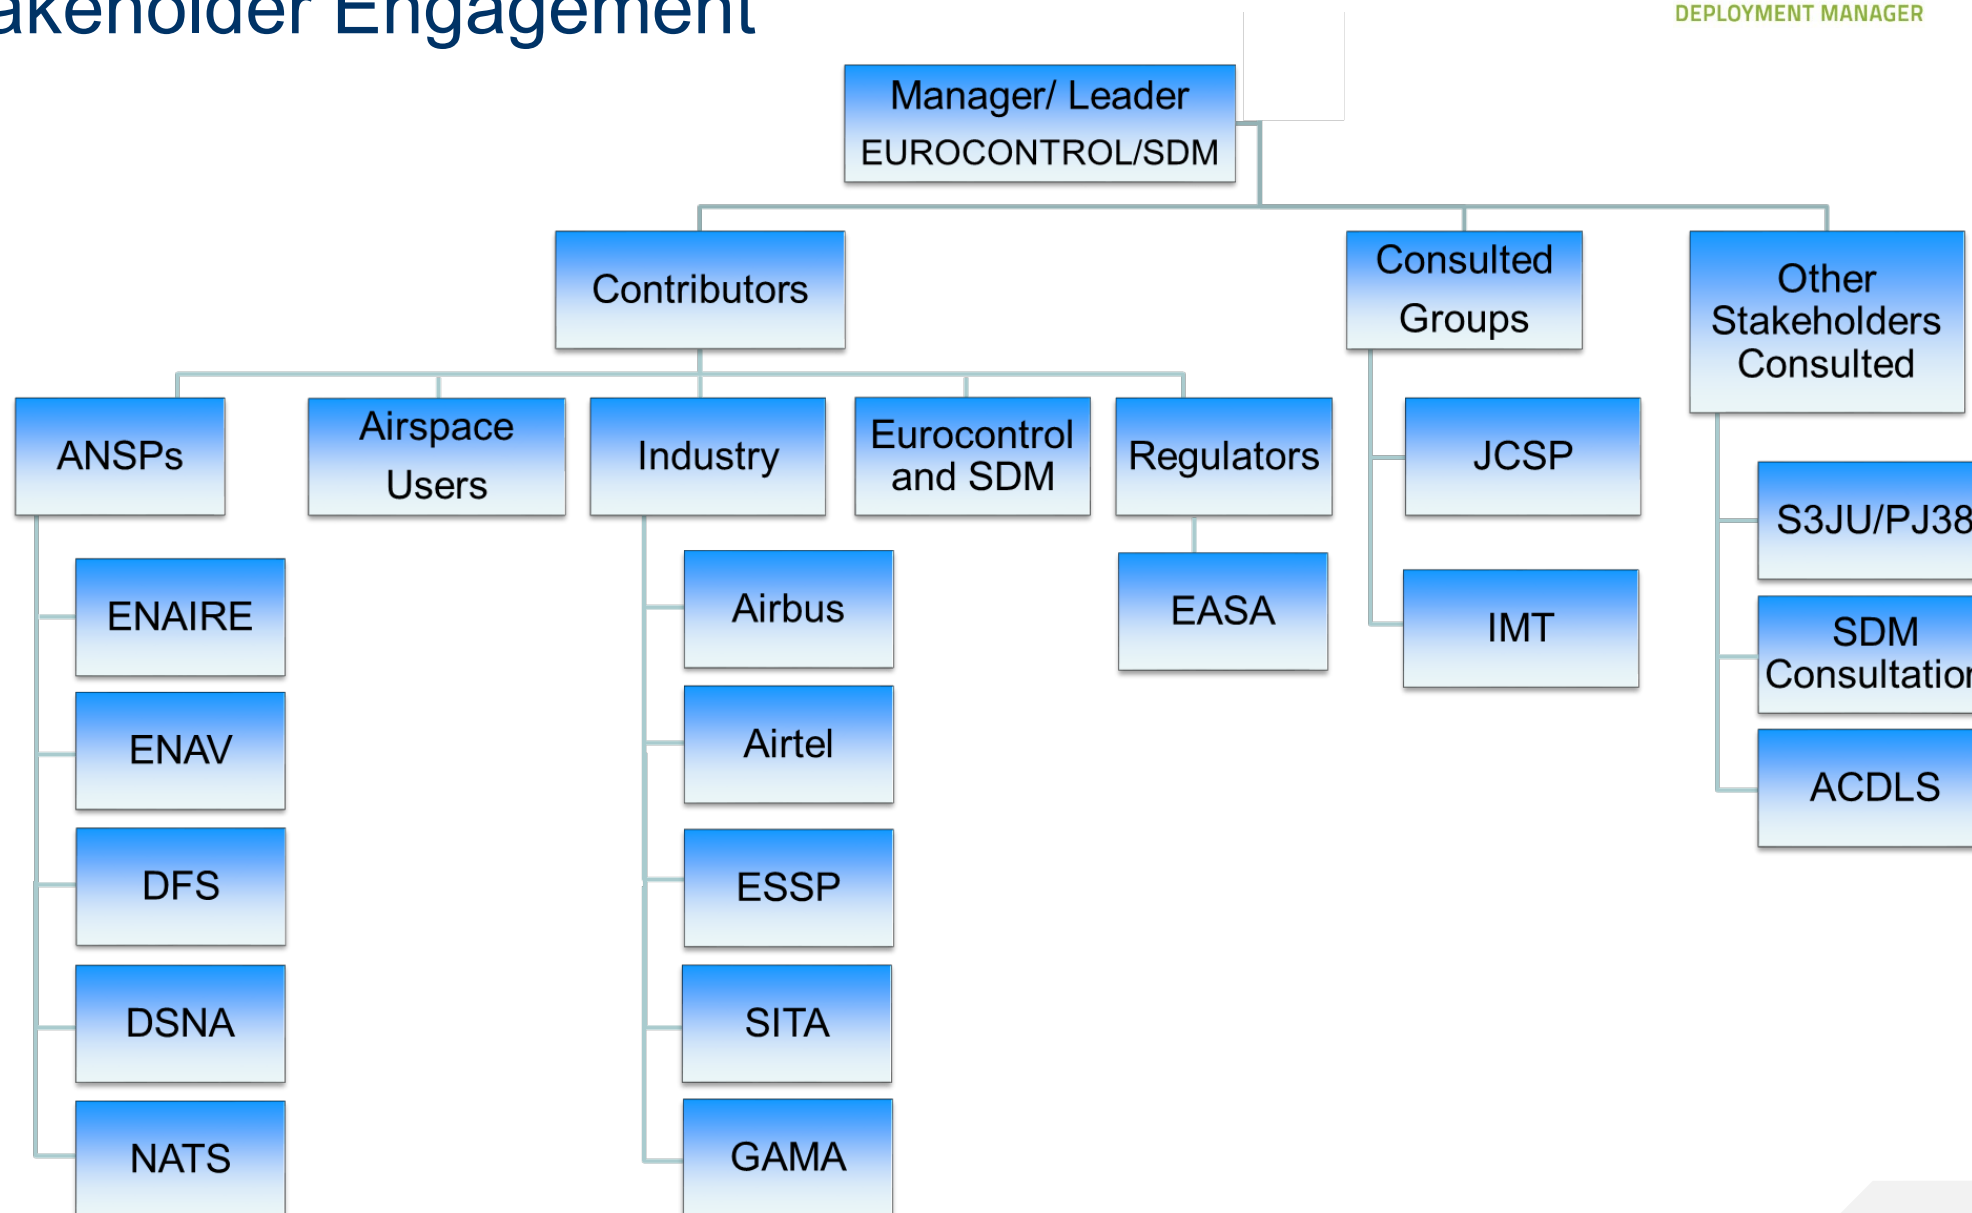 akeholder Engagement
DEPLOYMENT MANAGER
Manager/ Leader
EUROCONTROL/SDM
Contributors
Consulted
Groups
Other
Stakeholders
Consulted
ANSPs
Airspace
Users
Industry
Eurocontrol
and SDM
Regulators
JCSP
S3JU/PJ38
ENAIRE
Airbus
EASA
IMT
SDM
Consultation
ENAV
Airtel
ACDLS
DFS
ESSP
DSNA
SITA
NATS
GAMA